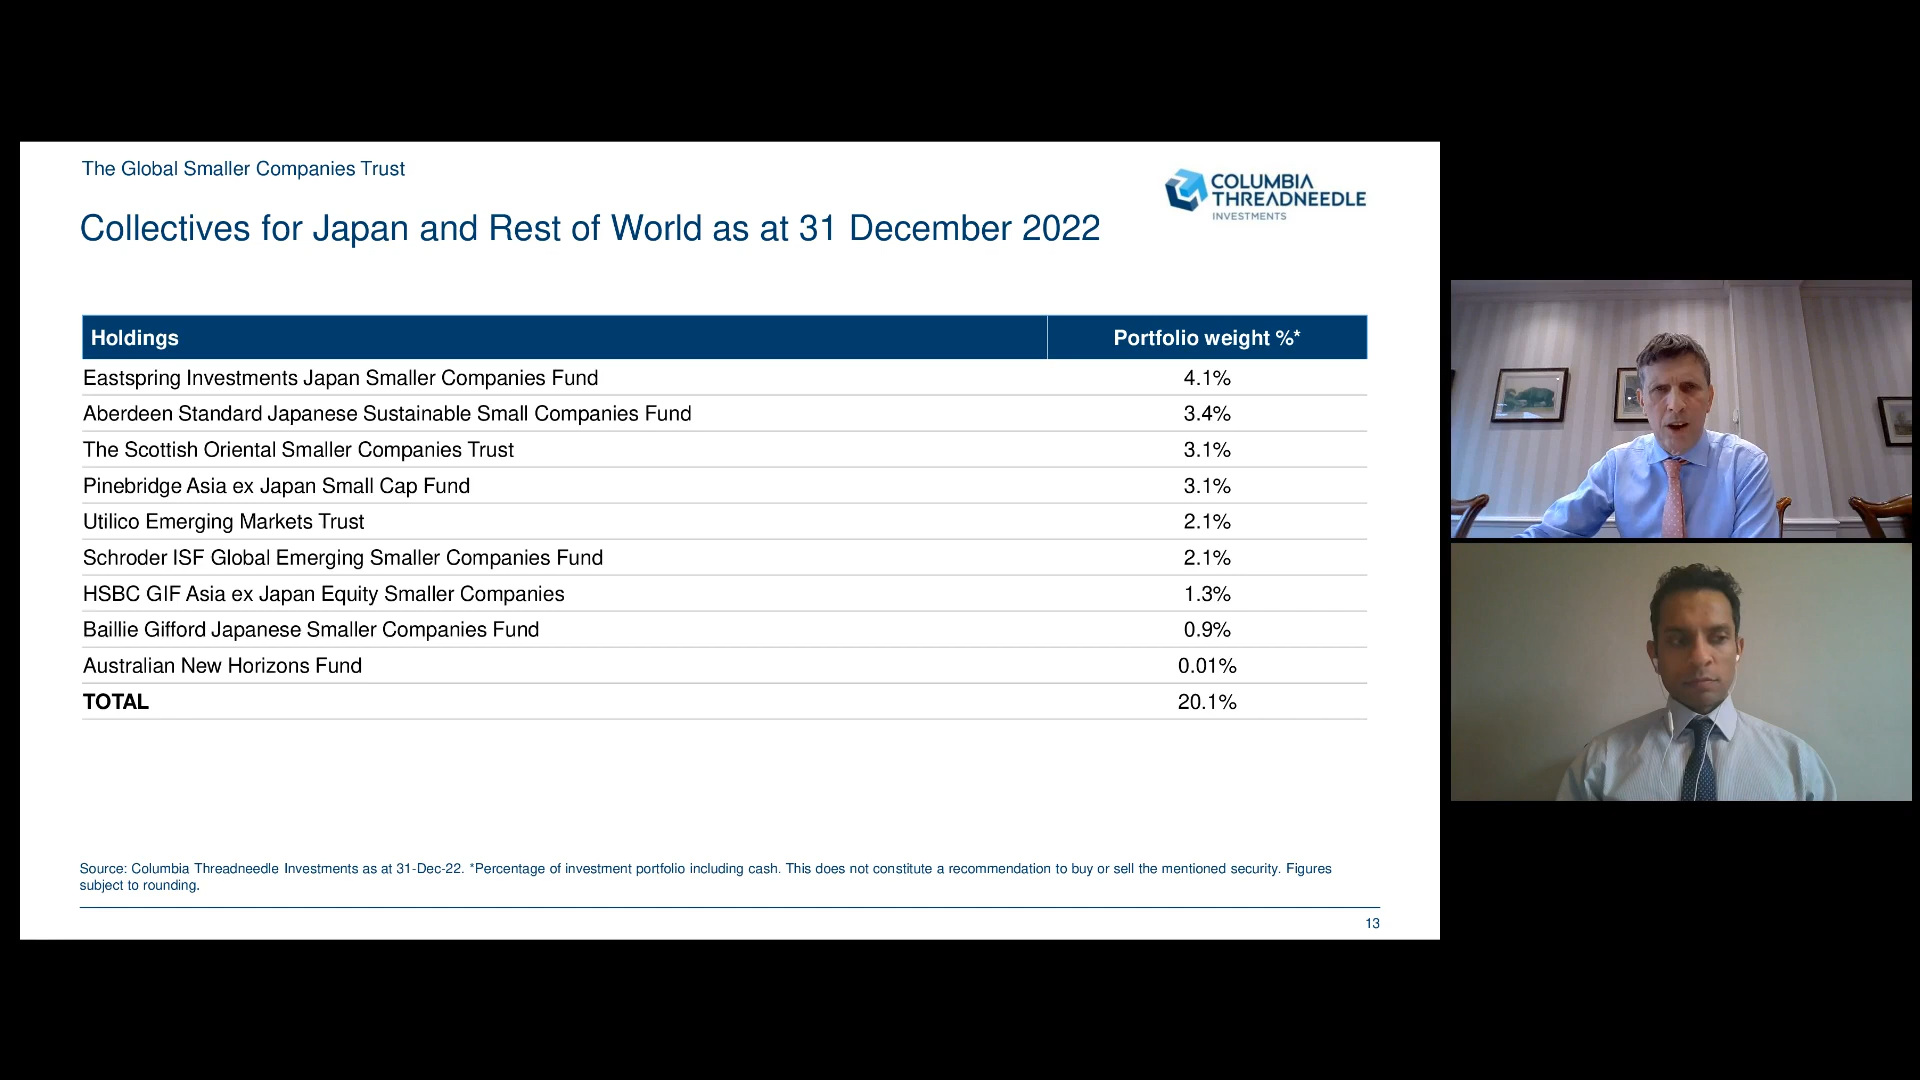 The Global Smaller Companies Trust
COLUMBIA
THREADNEEDLE
INVESTMENTS
Collectives for Japan and Rest of World as at 31 December 2022
Holdings Portfolio weight %*
Eastspring Investments Japan Smaller Companies Fund 4.1%
Aberdeen Standard Japanese Sustainable Small Companies Fund 3.4%
The Scottish Oriental Smaller Companies Trust 3.1%
Pinebridge Asia ex Japan Small Cap Fund 3.1%
Utilico Emerging Markets Trust 2.1%
Schroder ISF Global Emerging Smaller Companies Fund 2.1%
HSBC GIF Asia ex Japan Equity Smaller Companies 1.3%
Baillie Gifford Japanese Smaller Companies Fund 0.9%
Australian New Horizons Fund 0.01%
TOTAL 20.1%
Source: Columbia Threadneedle Investments as at 31-Dec-22. *Percentage of investment portfolio including cash. This does not constitute a recommendation to buy or sell the mentioned security. Figures
subject to rounding.
13